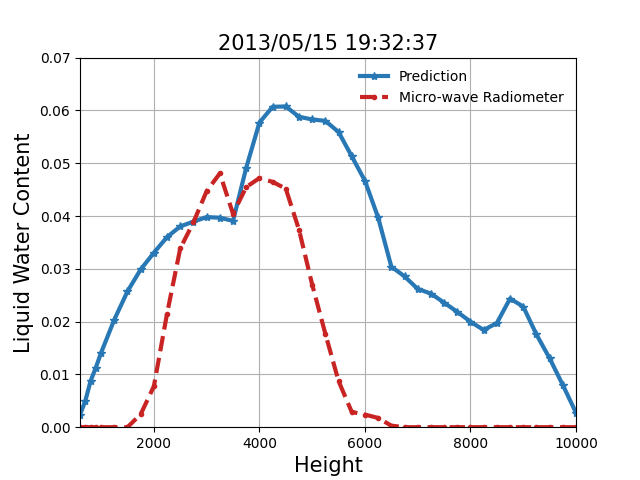 2013/05/15 19:32:37
0.07
0.06
0.05
0.04
0.03
0.02
0.01
0.00
Liquid Water Content
Prediction
Micro-wave Radiometer
2000 4000 6000 8000 10000
Height